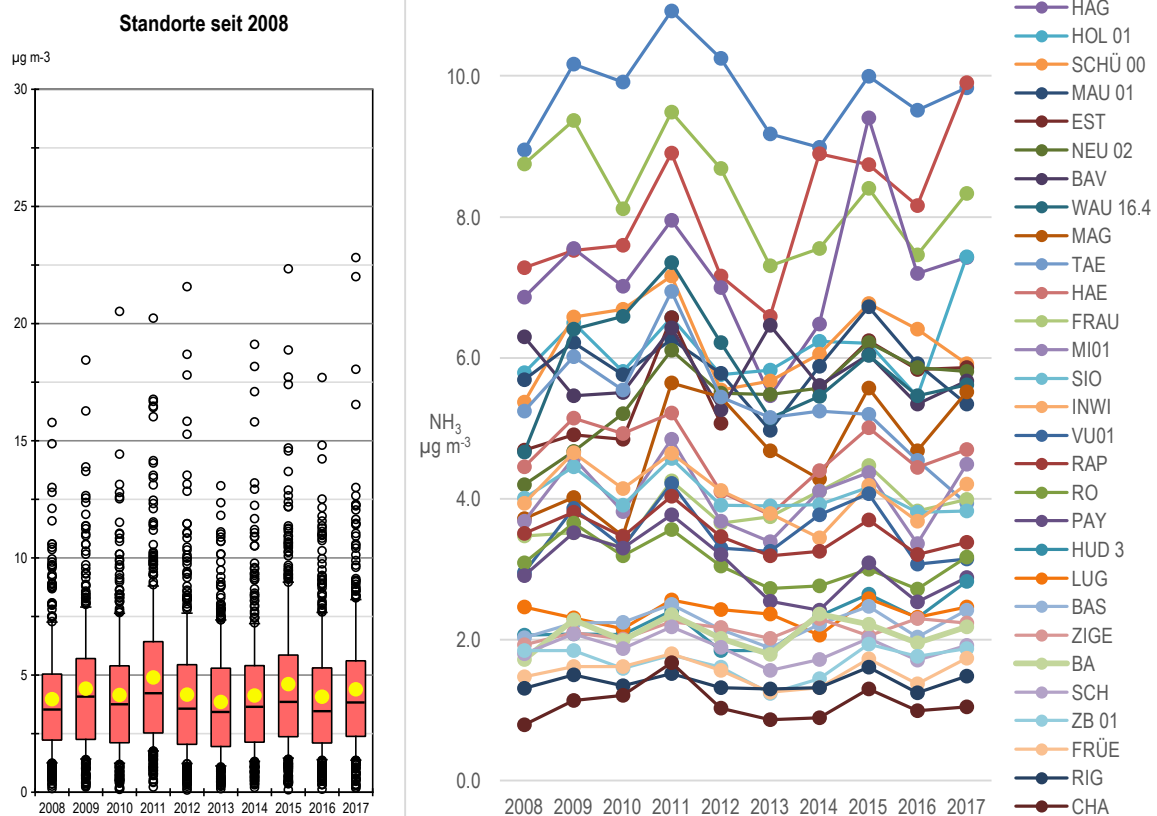 Standorte seit 2008
µg m-3
30
25
20
15
10
5
0
2008 2009 2010 2011 2012 2013 2014 2015 2016 2017
NH₃
µg m⁻³
10.0
8.0
6.0
4.0
2.0
0.0
2008 2009 2010 2011 2012 2013 2014 2015 2016 2017
HAG
HOL 01
SCHÜ 00
MAU 01
EST
NEU 02
BAV
WAU 16.4
MAG
TAE
HAE
FRAU
MI01
SIO
INWI
VU01
RAP
RO
PAY
HUD 3
LUG
BAS
ZIGE
BA
SCH
ZB 01
FRÜE
RIG
CHA